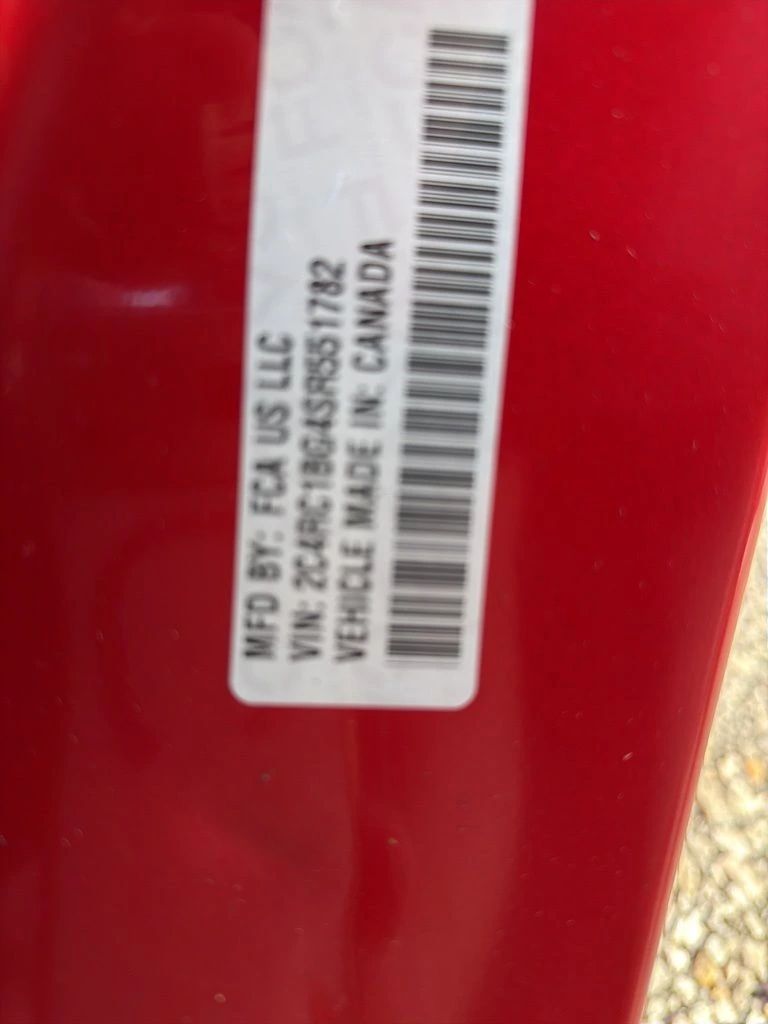 MFD BY: FCA US LLC
VIN: 2C4RC1BG4SR551782
VEHICLE MADE IN: CANADA